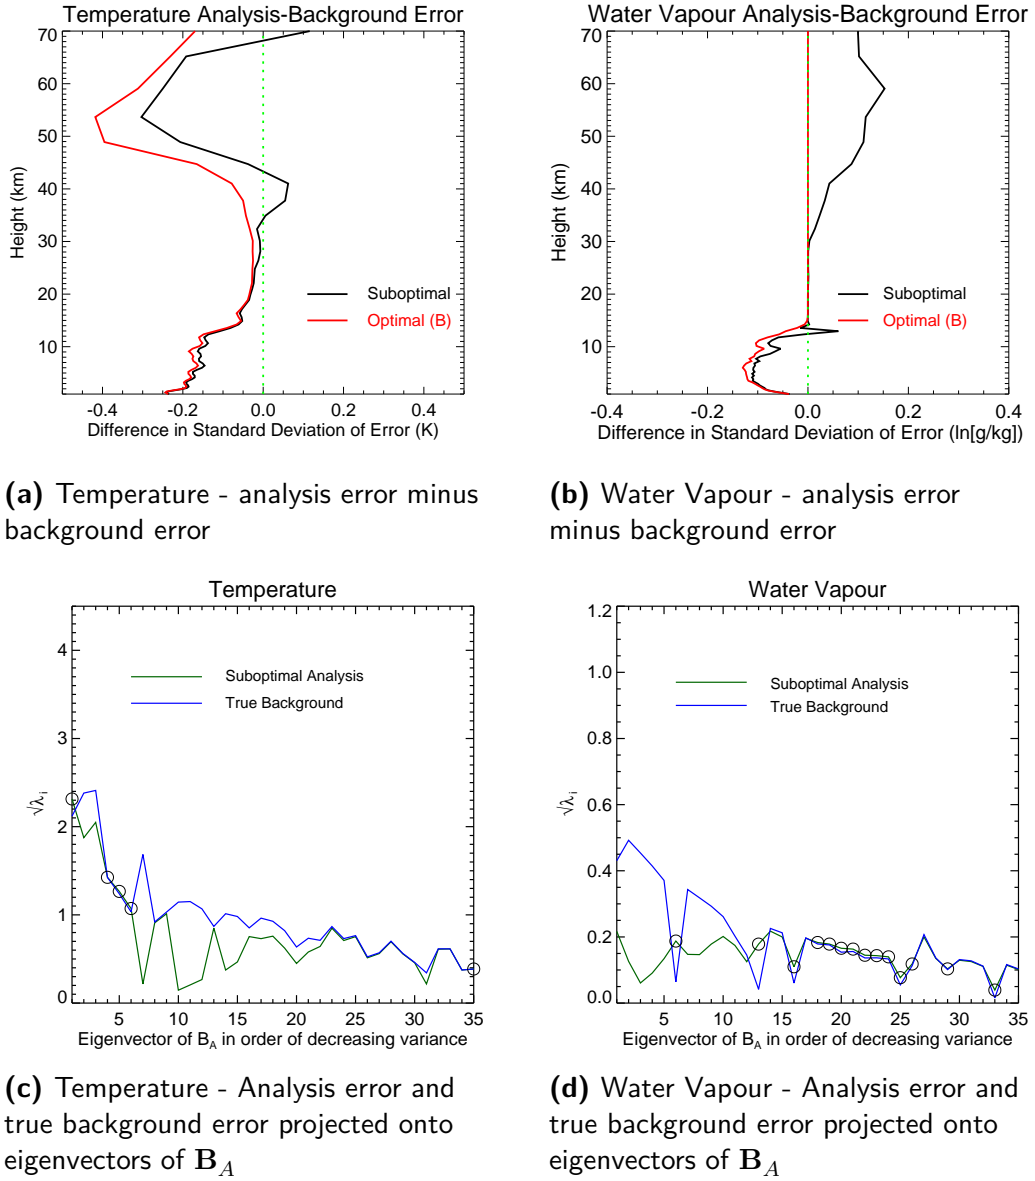 Temperature Analysis-Background Error
70
60
50
40
30
20
10
Height (km)
Suboptimal
Optimal (B)
-0.4 -0.2 0.0 0.2 0.4
Difference in Standard Deviation of Error (K)
Water Vapour Analysis-Background Error
70
60
50
40
30
20
10
Height (km)
Suboptimal
Optimal (B)
-0.4 -0.2 0.0 0.2 0.4
Difference in Standard Deviation of Error (ln[g/kg])
(a) Temperature - analysis error minus
background error
(b) Water Vapour - analysis error
minus background error
Temperature
4
3
2
1
0
√λi
Suboptimal Analysis
True Background
5 10 15 20 25 30 35
Eigenvector of BA in order of decreasing variance
Water Vapour
1.2
1.0
0.8
0.6
0.4
0.2
0.0
√λi
Suboptimal Analysis
True Background
5 10 15 20 25 30 35
Eigenvector of BA in order of decreasing variance
(c) Temperature - Analysis error and
true background error projected onto
eigenvectors of BA
(d) Water Vapour - Analysis error and
true background error projected onto
eigenvectors of BA